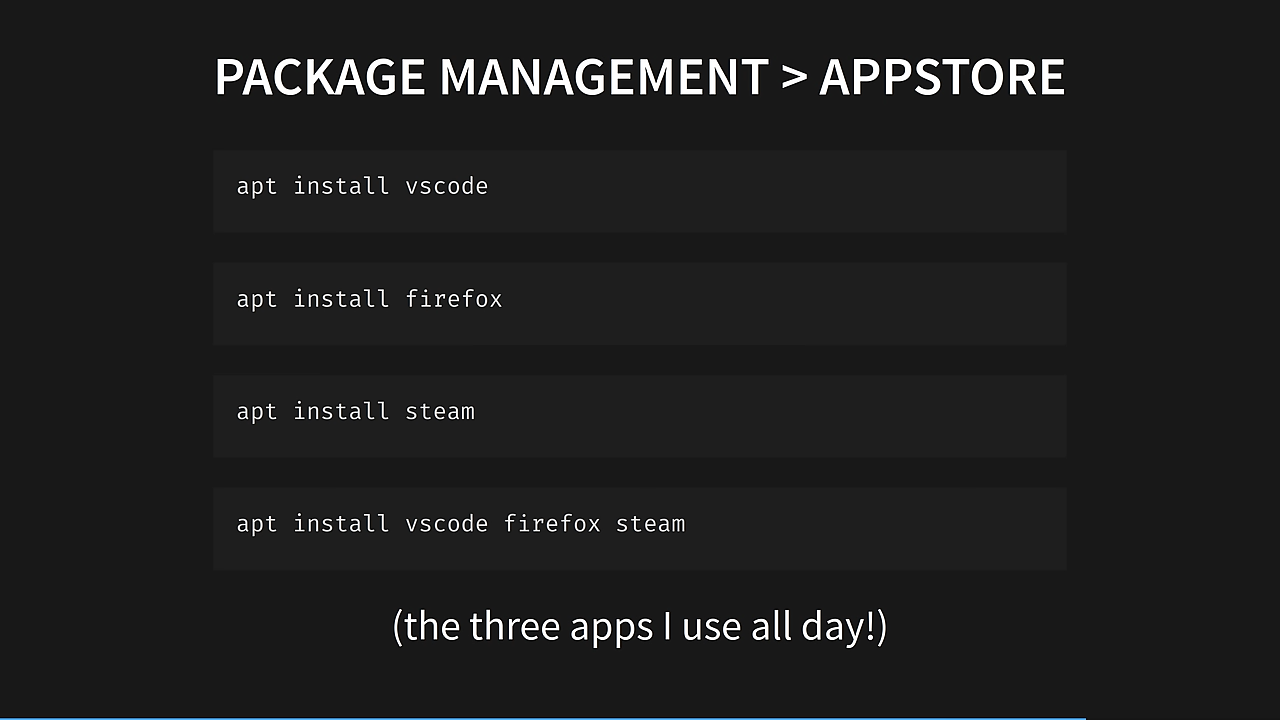 PACKAGE MANAGEMENT > APPSTORE
apt install vscode
apt install firefox
apt install steam
apt install vscode firefox steam
(the three apps I use all day!)